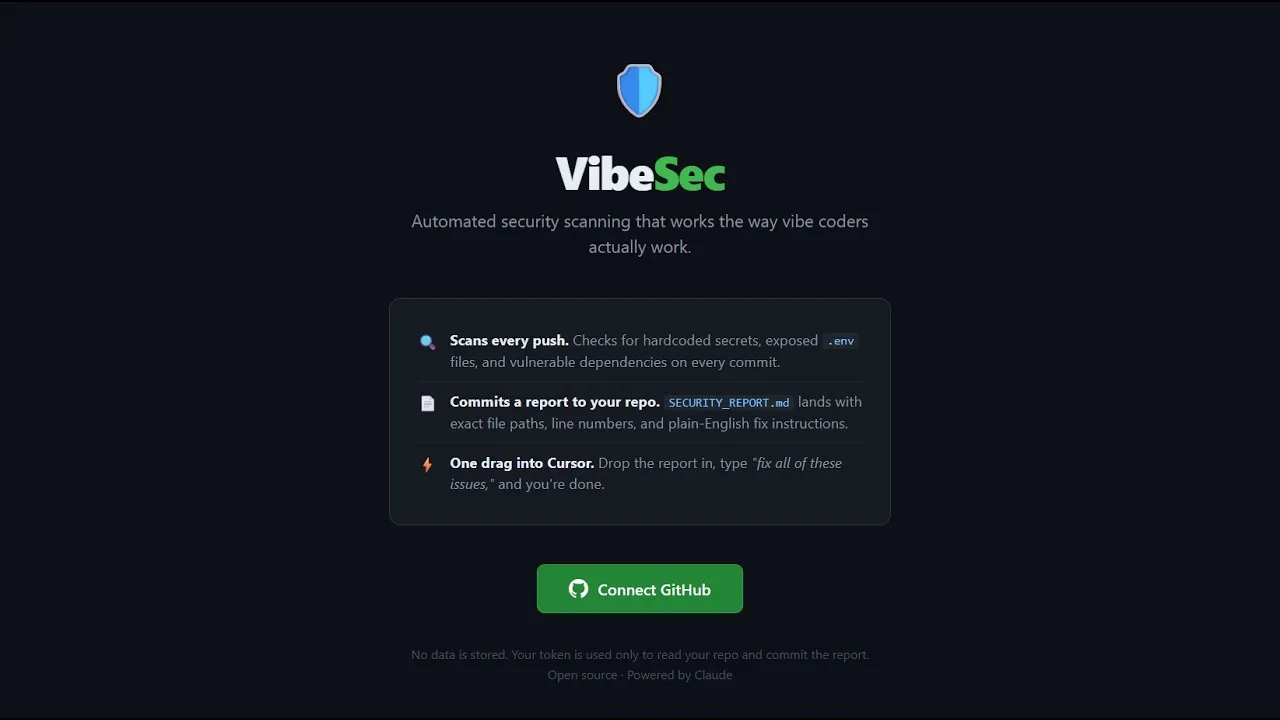 VibeSec
Automated security scanning that works the way vibe coders
actually work.
Scans every push. Checks for hardcoded secrets, exposed .env
files, and vulnerable dependencies on every commit.
Commits a report to your repo. SECURITY_REPORT.md lands with
exact file paths, line numbers, and plain-English fix instructions.
One drag into Cursor. Drop the report in, type "fix all of these
issues," and you're done.
Connect GitHub
No data is stored. Your token is used only to read your repo and commit the report.
Open source · Powered by Claude